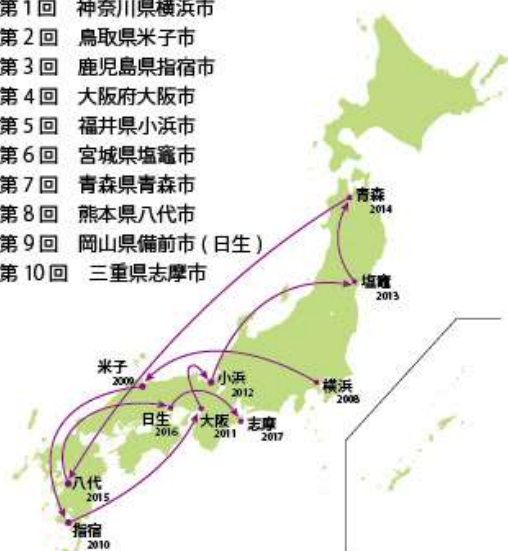 第1回 神奈川県横浜市
第2回 鳥取県米子市
第3回 鹿児島県指宿市
第4回 大阪府大阪市
第5回 福井県小浜市
第6回 宮城県塩竈市
第7回 青森県青森市
第8回 熊本県八代市
第9回 岡山県備前市(日生)
第10回 三重県志摩市
青森
2014
塩竈
2013
米子
2009
小浜
2012
横浜
2008
日生
2016
大阪
2011
志摩
2017
八代
2015
指宿
2010